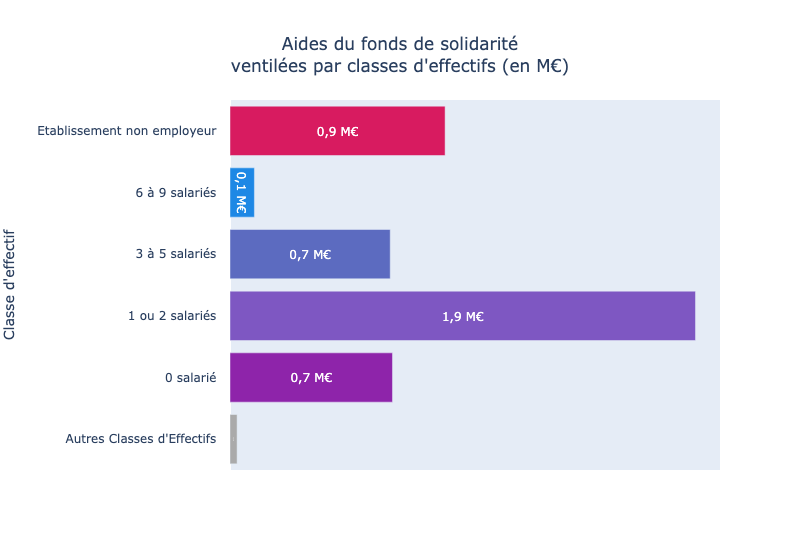 Aides du fonds de solidarité
ventilées par classes d'effectifs (en M€)
Classe d'effectif
Etablissement non employeur
0,9 M€
6 à 9 salariés
0,1 M€
3 à 5 salariés
0,7 M€
1 ou 2 salariés
1,9 M€
0 salarié
0,7 M€
Autres Classes d'Effectifs